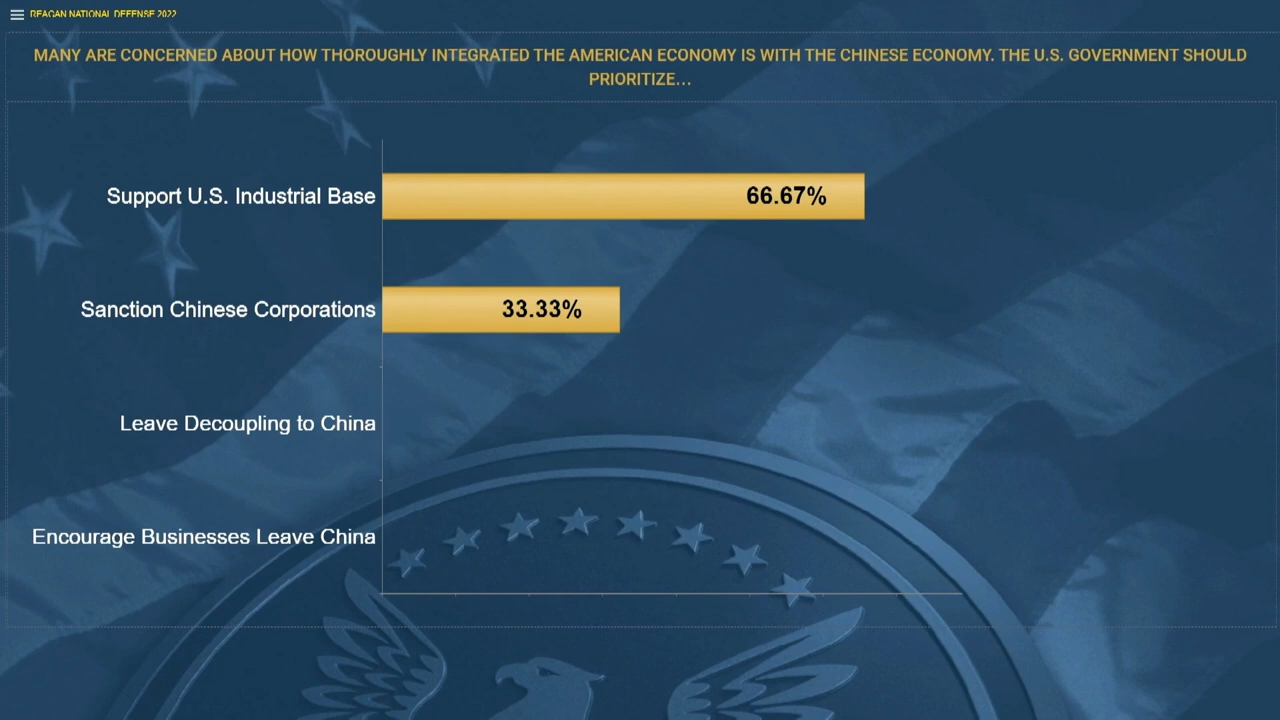 REAGAN NATIONAL DEFENSE 2022
MANY ARE CONCERNED ABOUT HOW THOROUGHLY INTEGRATED THE AMERICAN ECONOMY IS WITH THE CHINESE ECONOMY. THE U.S. GOVERNMENT SHOULD
PRIORITIZE...
Support U.S. Industrial Base
66.67%
Sanction Chinese Corporations
33.33%
Leave Decoupling to China
Encourage Businesses Leave China